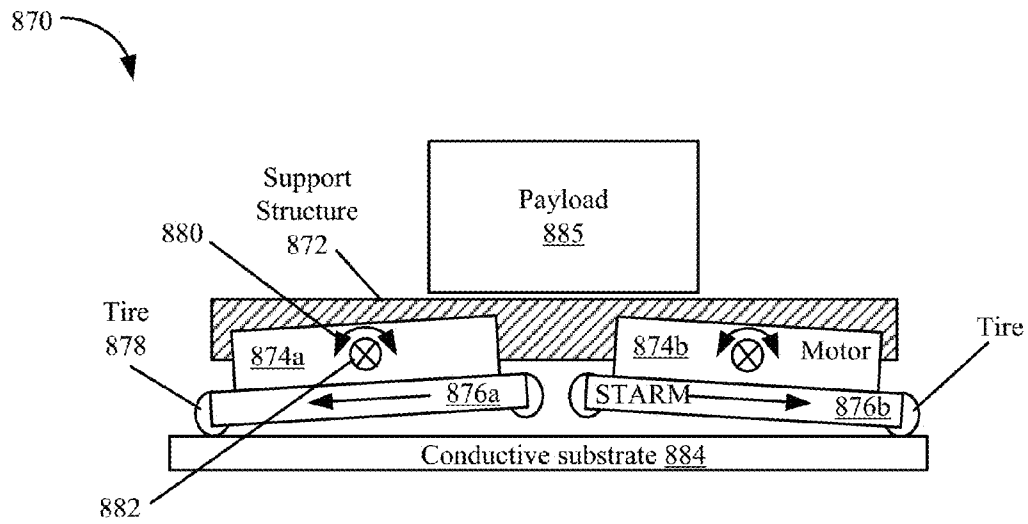 870
Support
Structure
872
880
Payload
885
Tire
878
874a
874b
Motor
Tire
876a
STARM
876b
Conductive substrate 884
882